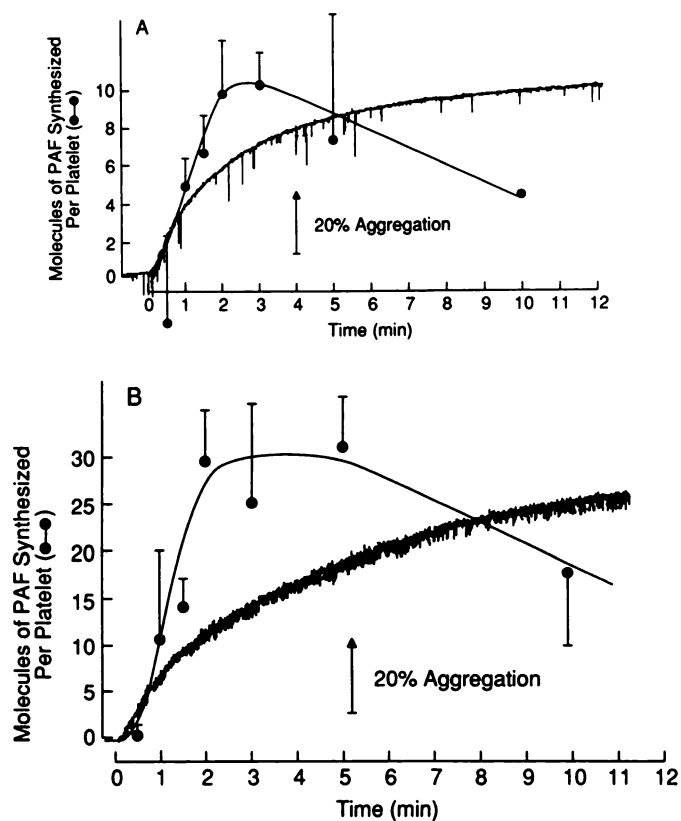 A
Molecules of PAF Synthesized
Per Platelet (●—●)
10
8
6
4
2
0
20% Aggregation
0 1 2 3 4 5 6 7 8 9 10 11 12
Time (min)
B
Molecules of PAF Synthesized
Per Platelet (●—●)
30
25
20
15
10
5
0
20% Aggregation
0 1 2 3 4 5 6 7 8 9 10 11 12
Time (min)